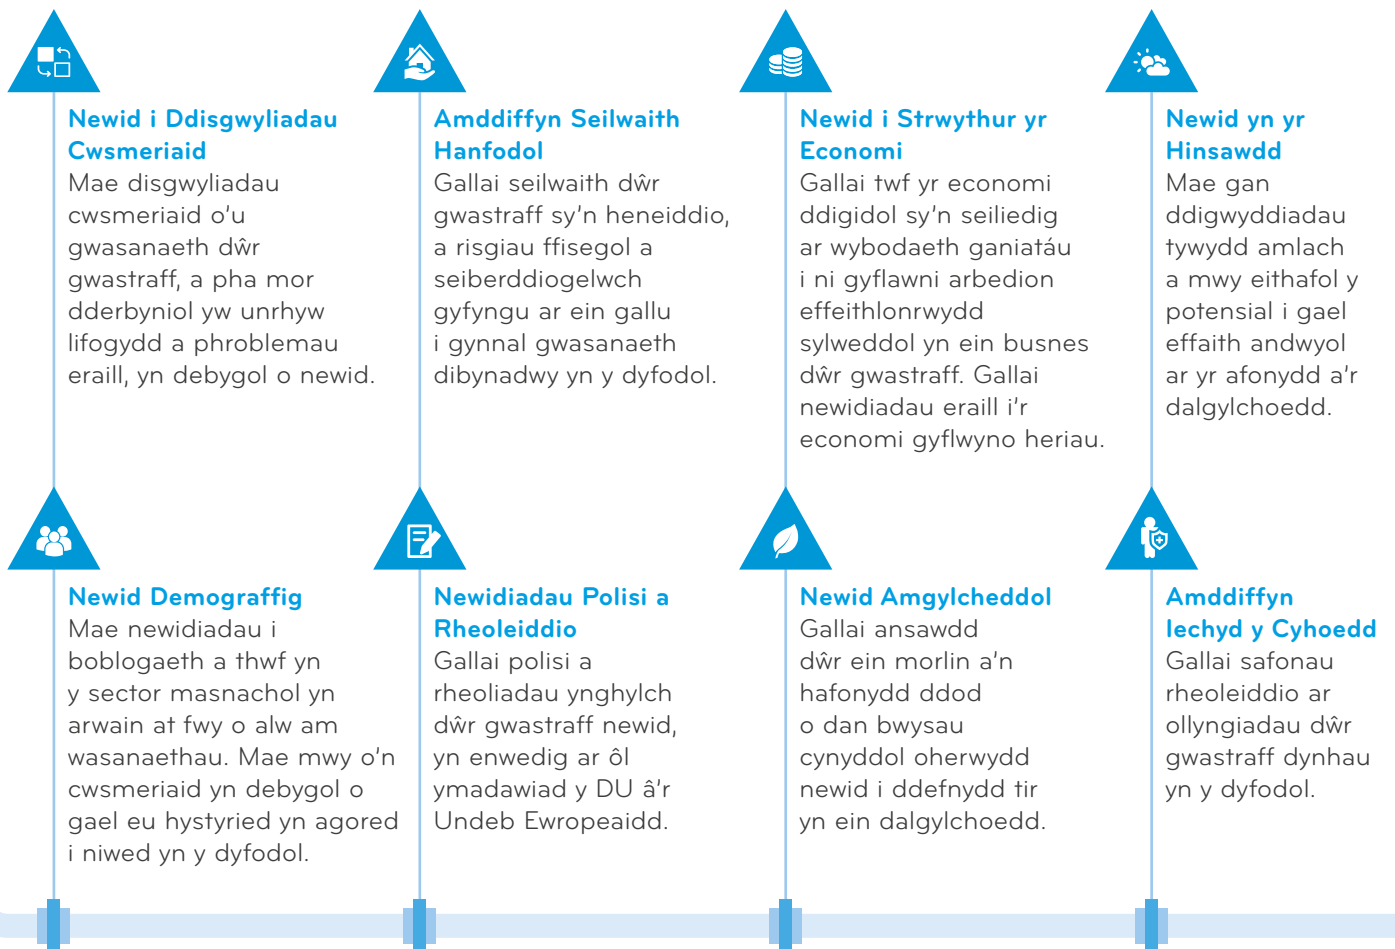 Newid i Ddisgwyliadau
Cwsmeriaid
Mae disgwyliadau
cwsmeriaid o'u
gwasanaeth dŵr
gwastraff, a pha mor
dderbyniol yw unrhyw
lifogydd a phroblemau
eraill, yn debygol o newid.
Amddiffyn Seilwaith
Hanfodol
Gallai seilwaith dŵr
gwastraff sy'n heneiddio,
a risgiau ffisegol a
seiberddiogelwch
gyfyngu ar ein gallu
i gynnal gwasanaeth
dibynadwy yn y dyfodol.
Newid i Strwythur yr
Economi
Gallai twf yr economi
ddigidol sy'n seiliedig
ar wybodaeth ganiatáu
i ni gyflawni arbedion
effeithlonrwydd
sylweddol yn ein busnes
dŵr gwastraff. Gallai
newidiadau eraill i'r
economi gyflwyno heriau.
Newid yn yr
Hinsawdd
Mae gan
ddigwyddiadau
tywydd amlach
a mwy eithafol y
potensial i gael
effaith andwyol
ar yr afonydd a'r
dalgylchoedd.
Newid Demograffig
Mae newidiadau i
boblogaeth a thwf yn
y sector masnachol yn
arwain at fwy o alw am
wasanaethau. Mae mwy o'n
cwsmeriaid yn debygol o
gael eu hystyried yn agored
i niwed yn y dyfodol.
Newidiadau Polisi a
Rheoleiddio
Gallai polisi a
rheoliadau ynghylch
dŵr gwastraff newid,
yn enwedig ar ôl
ymadawiad y DU â'r
Undeb Ewropeaidd.
Newid Amgylcheddol
Gallai ansawdd
dŵr ein morlin a'n
hafonydd ddod
o dan bwysau
cynyddol oherwydd
newid i ddefnydd tir
yn ein dalgylchoedd.
Amddiffyn
Iechyd y Cyhoedd
Gallai safonau
rheoleiddio ar
ollyngiadau dŵr
gwastraff dynhau
yn y dyfodol.